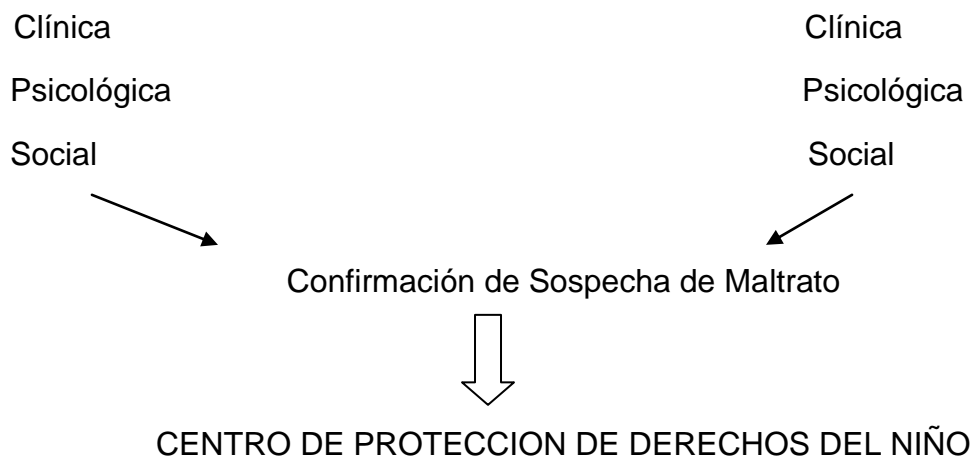 Clínica Clínica
Psicológica Psicológica
Social Social
Confirmación de Sospecha de Maltrato
CENTRO DE PROTECCION DE DERECHOS DEL NIÑO